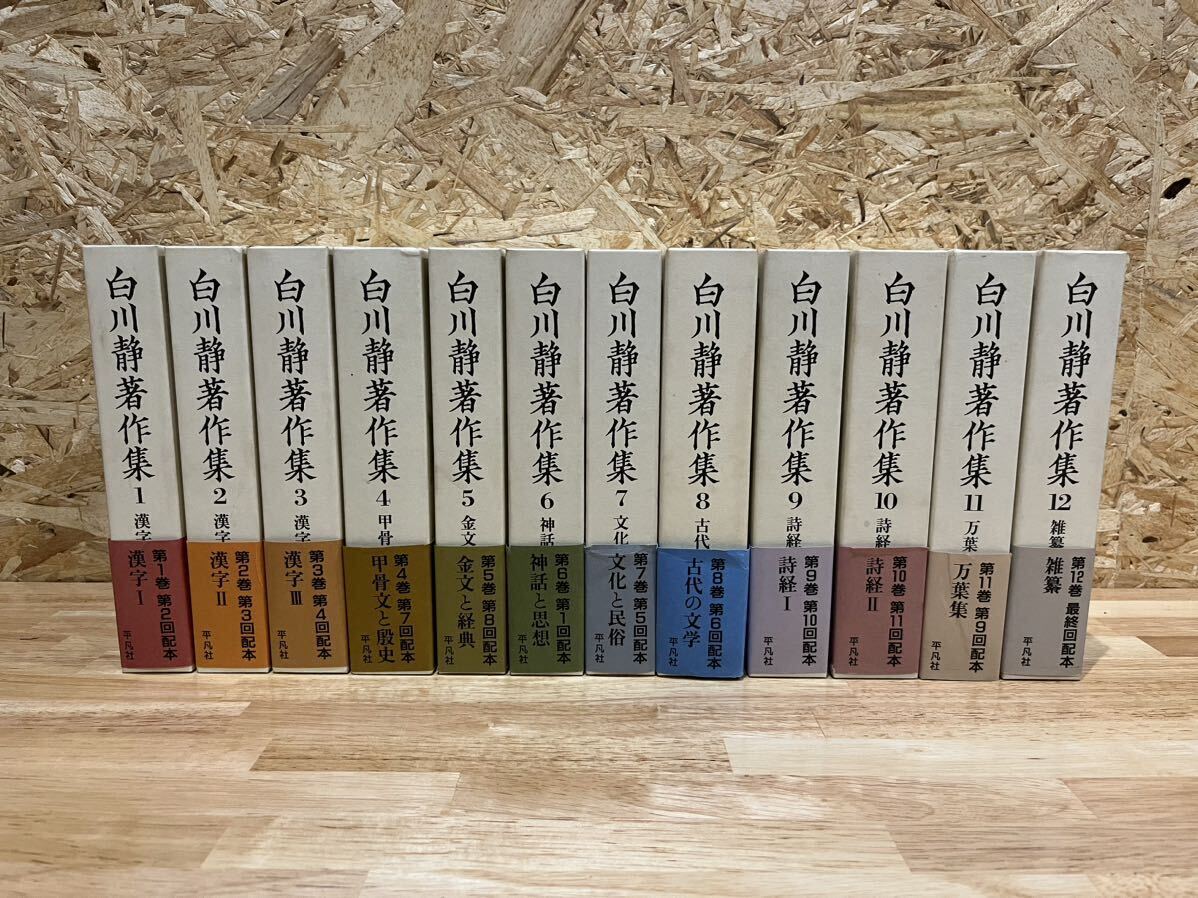 白川静著作集 1 漢字
第1巻 第2回配本
漢字Ⅰ
平凡社
白川静著作集 2 漢字
第2巻 第3回配本
漢字Ⅱ
平凡社
白川静著作集 3 漢字
第3巻 第4回配本
漢字Ⅲ
平凡社
白川静著作集 4 甲骨
第4巻 第7回配本
甲骨文と殷史
平凡社
白川静著作集 5 金文
第5巻 第8回配本
金文と経典
平凡社
白川静著作集 6 神話
第6巻 第1回配本
神話と思想
平凡社
白川静著作集 7 文化
第7巻 第5回配本
文化と民俗
平凡社
白川静著作集 8 古代
第8巻 第6回配本
古代の文学
平凡社
白川静著作集 9 詩経
第9巻 第10回配本
詩経Ⅰ
平凡社
白川静著作集 10 詩経
第10巻 第11回配本
詩経Ⅱ
平凡社
白川静著作集 11 万葉
第11巻 第9回配本
万葉集
平凡社
白川静著作集 12 雑纂
第12巻 最終回配本
雑纂
平凡社